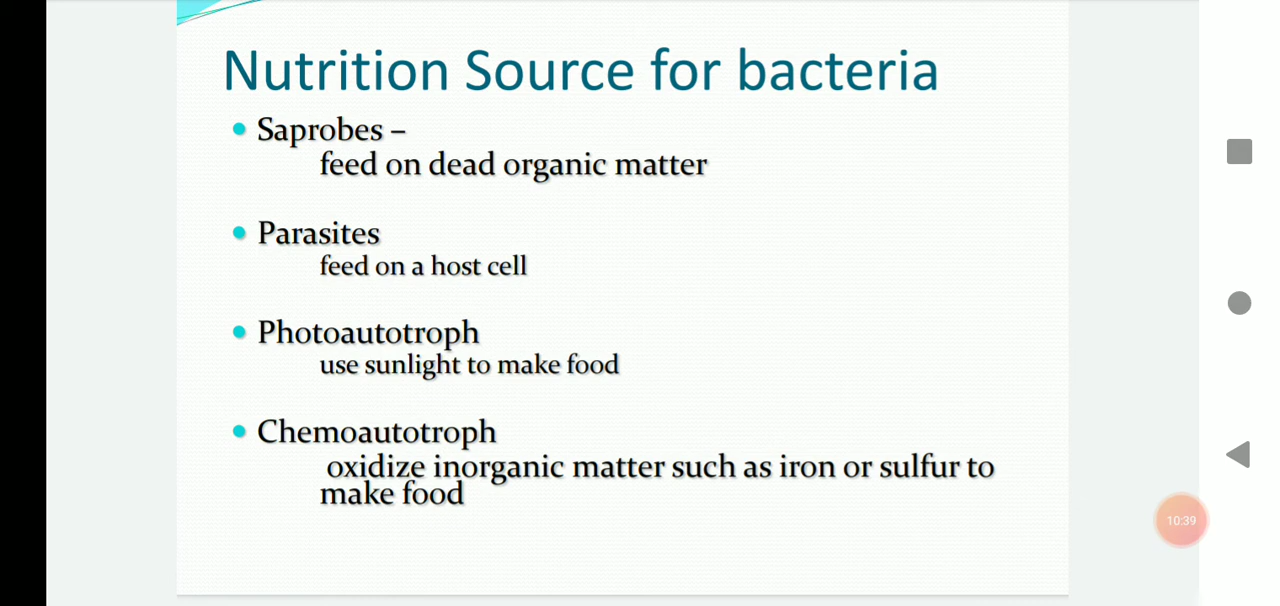 Nutrition Source for bacteria
Saprobes –
feed on dead organic matter
Parasites
feed on a host cell
Photoautotroph
use sunlight to make food
Chemoautotroph
oxidize inorganic matter such as iron or sulfur to
make food
10:39